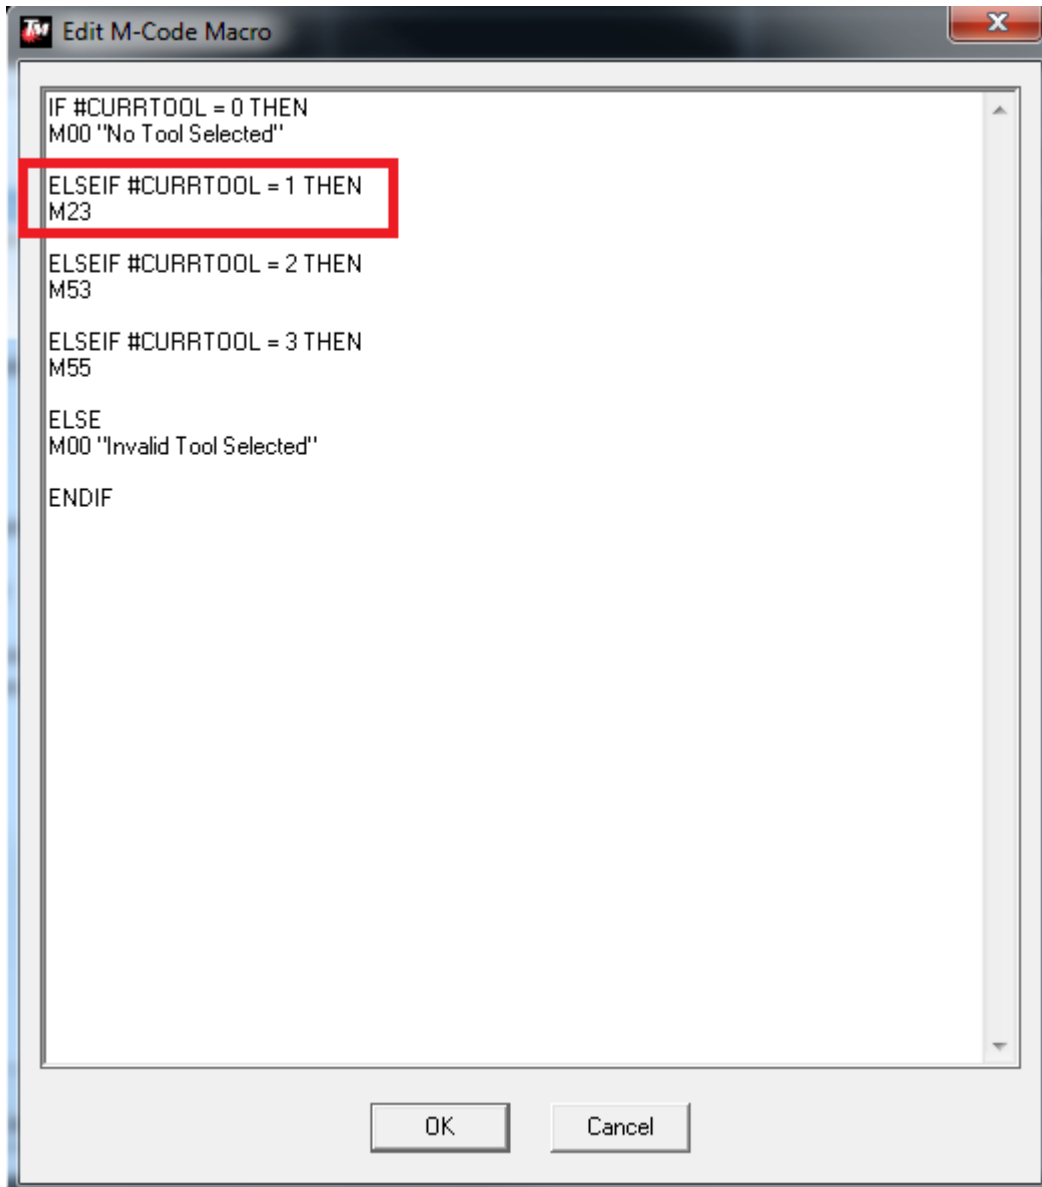 TM Edit M-Code Macro
IF #CURRTOOL = 0 THEN
M00 "No Tool Selected"
ELSEIF #CURRTOOL = 1 THEN
M23
ELSEIF #CURRTOOL = 2 THEN
M53
ELSEIF #CURRTOOL = 3 THEN
M55
ELSE
M00 "Invalid Tool Selected"
ENDIF
OK Cancel